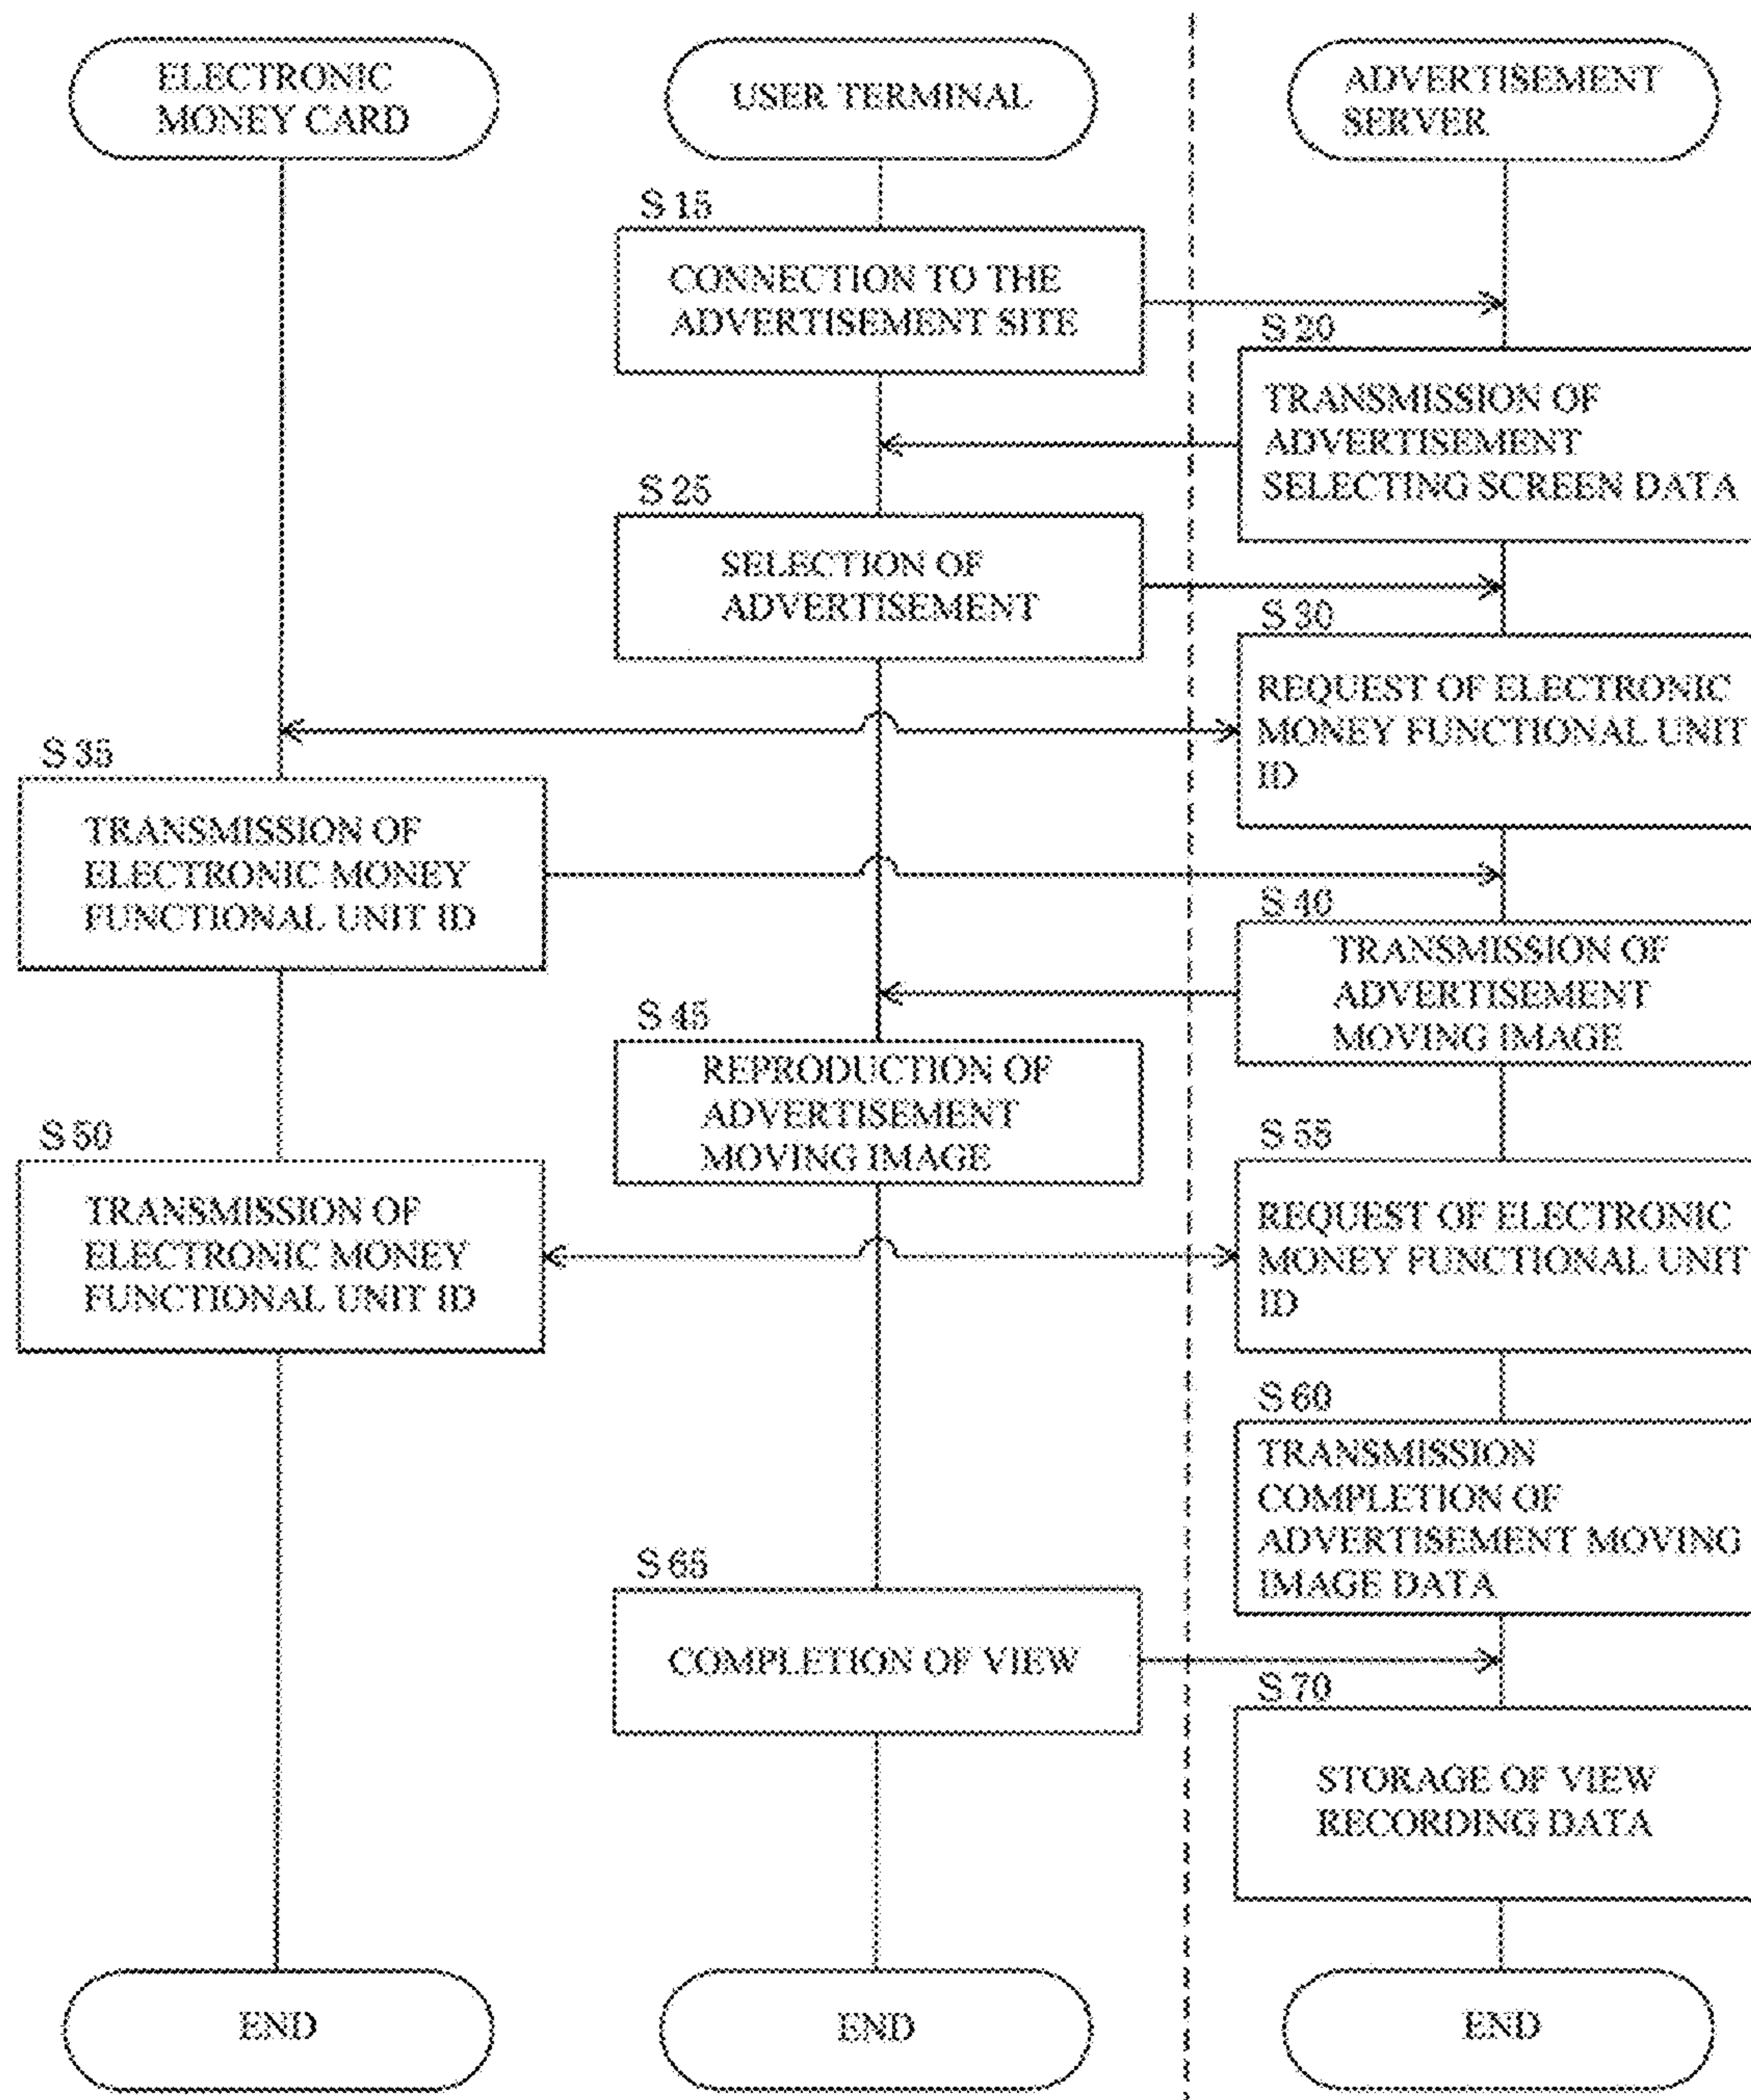 ELECTRONIC
MONEY CARD
USER TERMINAL
ADVERTISEMENT
SERVER
S 15
CONNECTION TO THE
ADVERTISEMENT SITE
S 20
TRANSMISSION OF
ADVERTISEMENT
SELECTING SCREEN DATA
S 25
SELECTION OF
ADVERTISEMENT
S 30
REQUEST OF ELECTRONIC
MONEY FUNCTIONAL UNIT
ID
S 35
TRANSMISSION OF
ELECTRONIC MONEY
FUNCTIONAL UNIT ID
S 40
TRANSMISSION OF
ADVERTISEMENT
MOVING IMAGE
S 45
REPRODUCTION OF
ADVERTISEMENT
MOVING IMAGE
S 50
TRANSMISSION OF
ELECTRONIC MONEY
FUNCTIONAL UNIT ID
S 55
REQUEST OF ELECTRONIC
MONEY FUNCTIONAL UNIT
ID
S 60
TRANSMISSION
COMPLETION OF
ADVERTISEMENT MOVING
IMAGE DATA
S 65
COMPLETION OF VIEW
S 70
STORAGE OF VIEW
RECORDING DATA
END
END
END